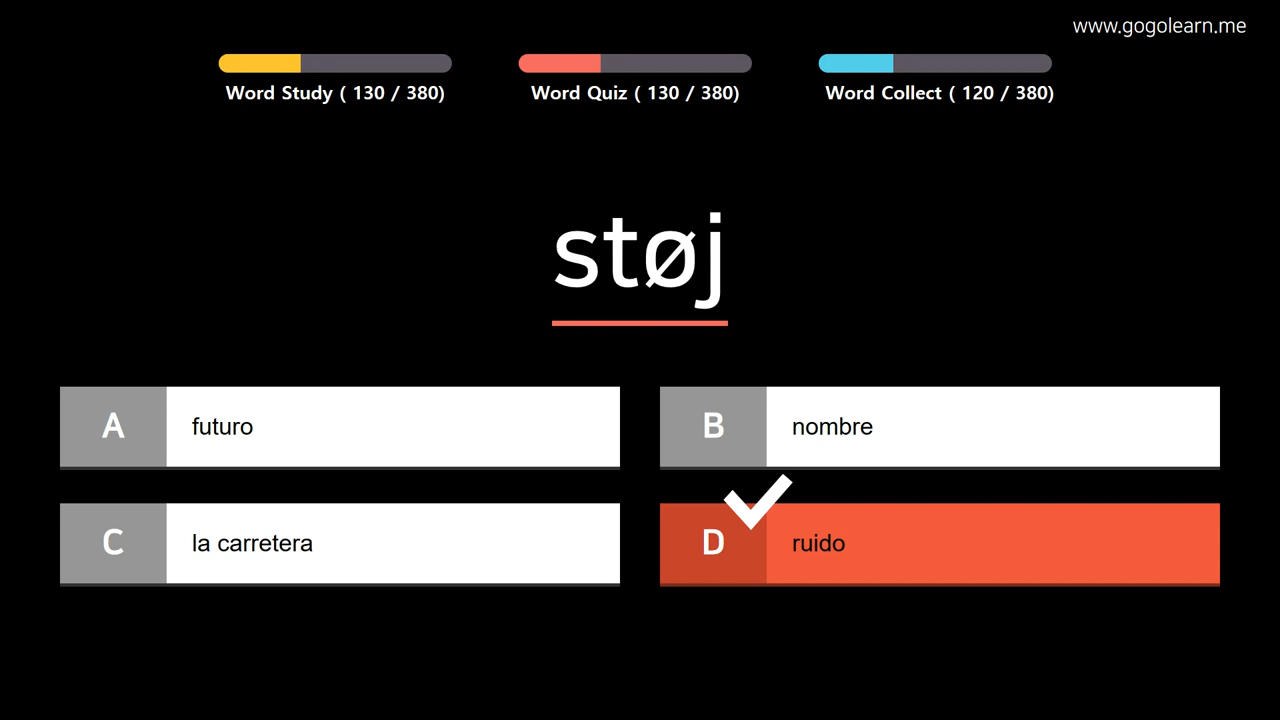 www.gogolearn.me
Word Study ( 130 / 380)
Word Quiz ( 130 / 380)
Word Collect ( 120 / 380)
støj
A futuro
B nombre
C la carretera
D ruido